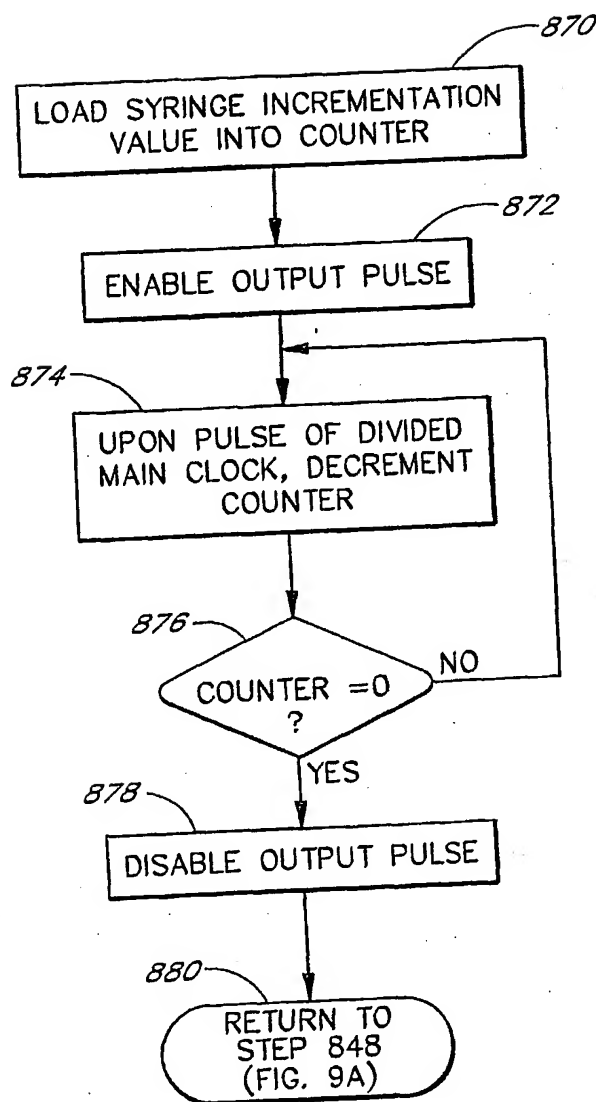 870
LOAD SYRINGE INCREMENTATION
VALUE INTO COUNTER
872
ENABLE OUTPUT PULSE
874
UPON PULSE OF DIVIDED
MAIN CLOCK, DECREMENT
COUNTER
876
COUNTER =0
?
NO
YES
878
DISABLE OUTPUT PULSE
880
RETURN TO
STEP 848
(FIG. 9A)